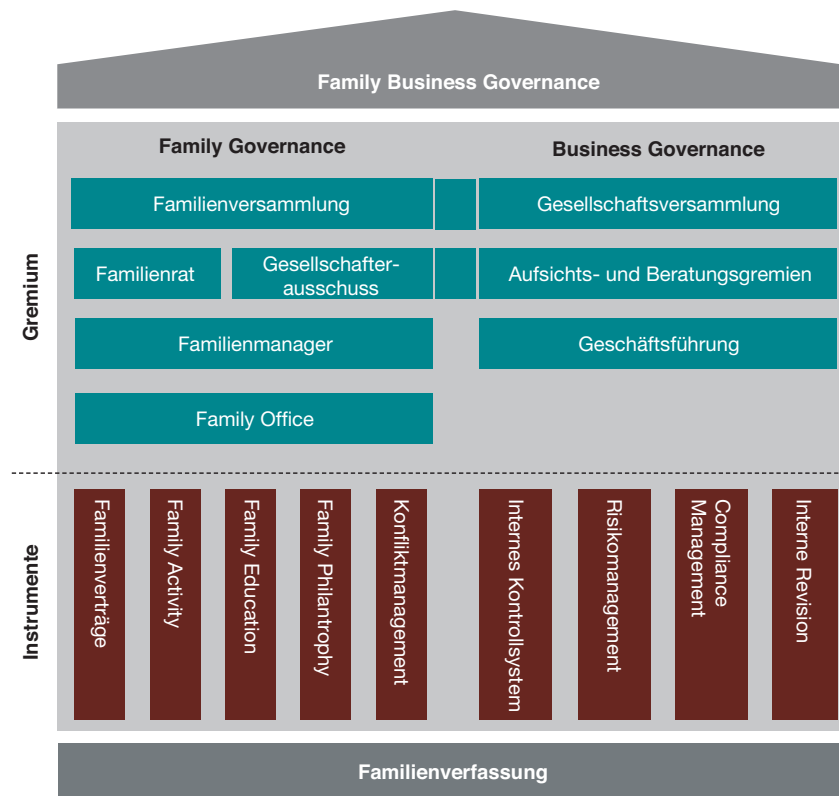 Family Business Governance
Family Governance
Business Governance
Gremium
Familienversammlung
Gesellschaftsversammlung
Familienrat
Gesellschafter-
ausschuss
Aufsichts- und Beratungsgremien
Familienmanager
Geschäftsführung
Family Office
Instrumente
Familienverträge
Family Activity
Family Education
Family Philantrophy
Konfliktmanagement
Internes Kontrollsystem
Risikomanagement
Compliance
Management
Interne Revision
Familienverfassung